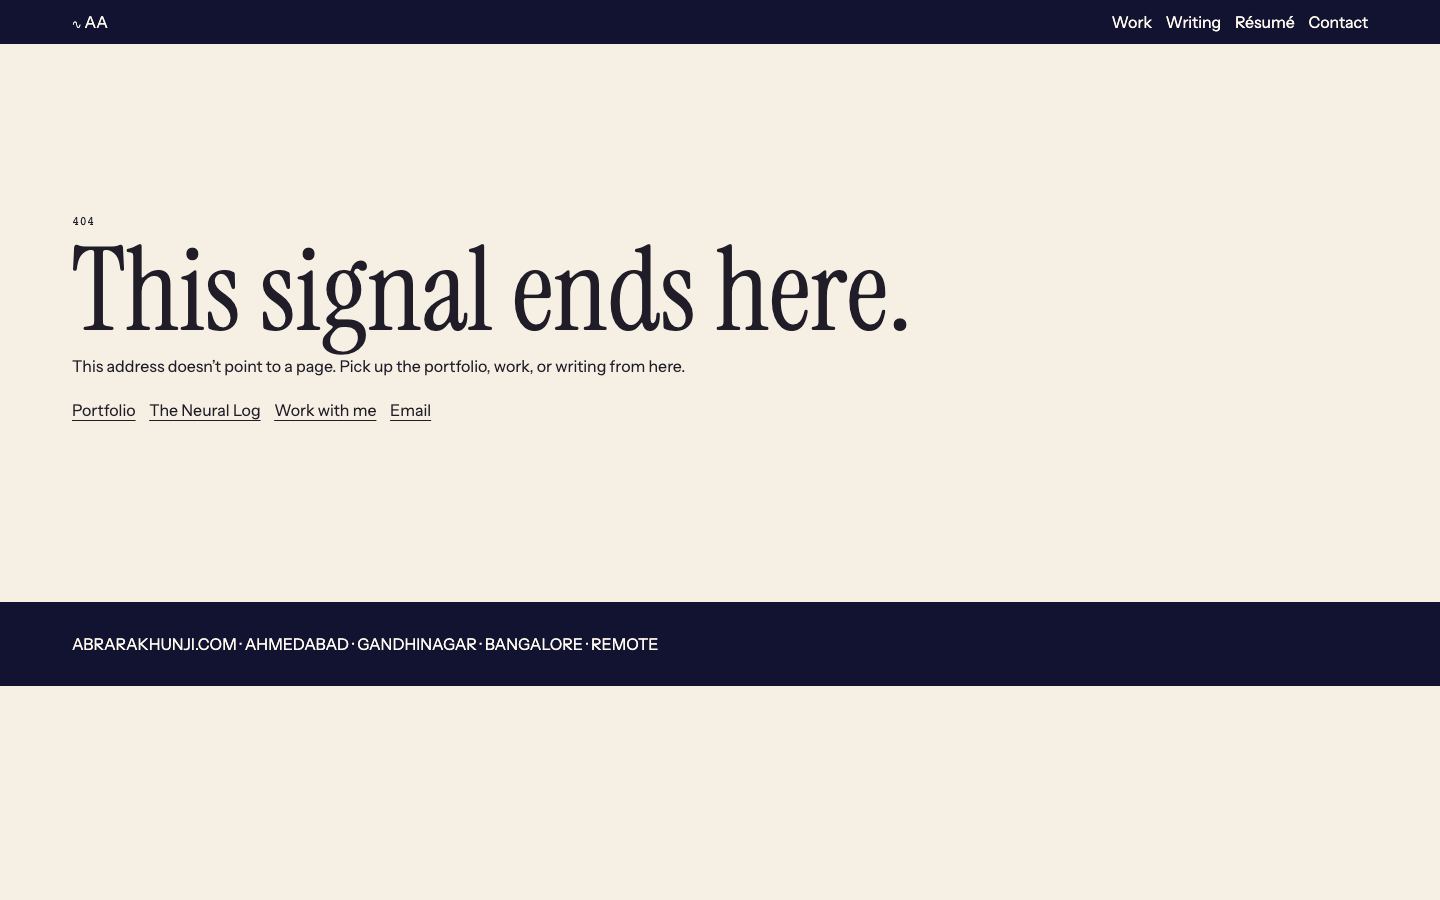 ∿ AA
Work Writing Résumé Contact
404
This signal ends here.
This address doesn’t point to a page. Pick up the portfolio, work, or writing from here.
Portfolio The Neural Log Work with me Email
ABRARAKHUNJI.COM · AHMEDABAD · GANDHINAGAR · BANGALORE · REMOTE